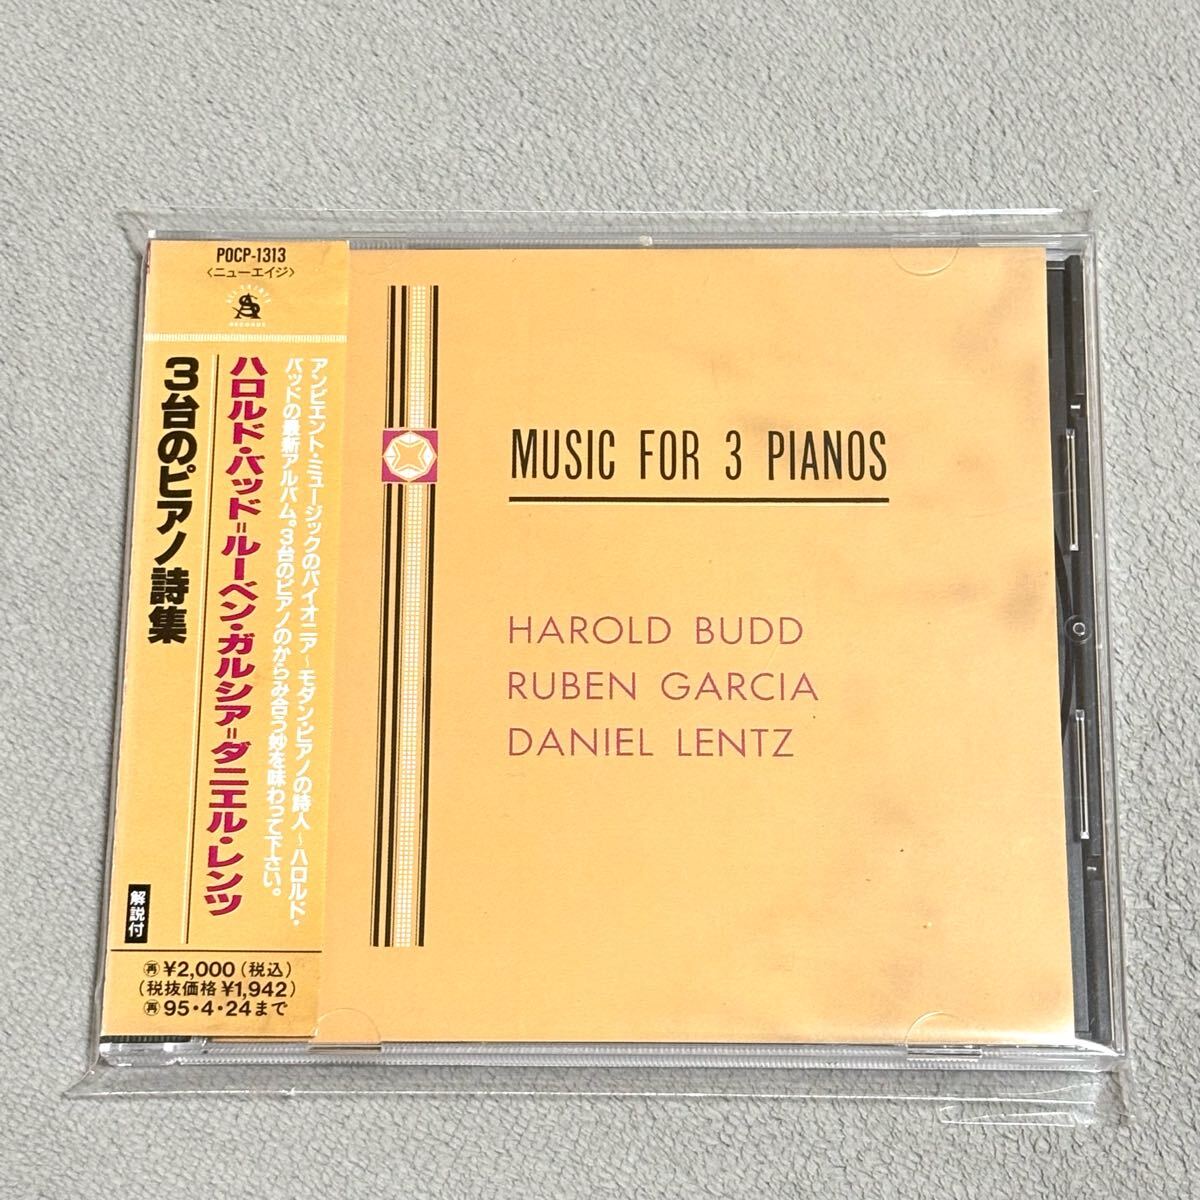 POCP-1313
〈ニューエイジ〉
ALL SAINTS
RECORDS
アンビエント・ミュージックのパイオニア〜モダン・ピアノの詩人〜ハロルド・
バッドの最新アルバム。3台のピアノのからみ合う妙を味わって下さい。
ハロルド・バッド=ルーベン・ガルシア=ダニエル・レンツ
3台のピアノ詩集
解説付
再¥2,000(税込)
(税抜価格¥1,942)
再95・4・24まで
MUSIC FOR 3 PIANOS
HAROLD BUDD
RUBEN GARCIA
DANIEL LENTZ